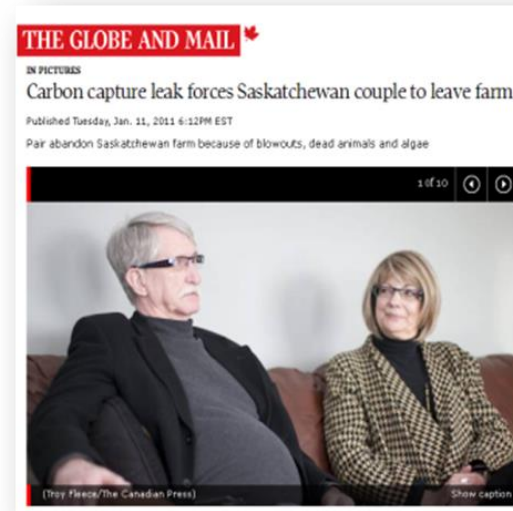 THE GLOBE AND MAIL
IN PICTURES
Carbon capture leak forces Saskatchewan couple to leave farm
Published Tuesday, Jan. 11, 2011 6:12PM EST
Pair abandon Saskatchewan farm because of blowouts, dead animals and algae
1 of 10
(Troy Fleece/The Canadian Press)
Show caption